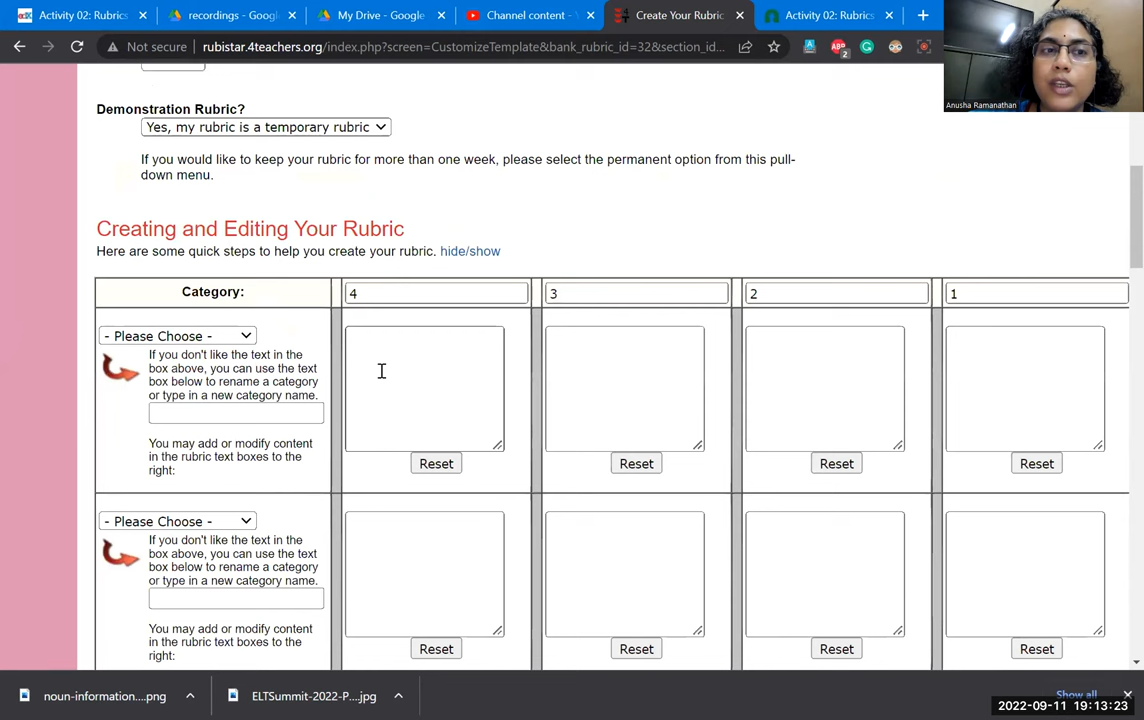 Activity 02: Rubrics
recordings - Googl
My Drive - Google
Channel content - Y
Create Your Rubric
Activity 02: Rubrics
Not secure
rubistar.4teachers.org/index.php?screen=CustomizeTemplate&bank_rubric_id=32&section_id...
2
Anusha Ramanathan
Demonstration Rubric?
Yes, my rubric is a temporary rubric
If you would like to keep your rubric for more than one week, please select the permanent option from this pull-
down menu.
Creating and Editing Your Rubric
Here are some quick steps to help you create your rubric. hide/show
Category:
4
3
2
1
- Please Choose -
If you don't like the text in the
box above, you can use the text
box below to rename a category
or type in a new category name.
You may add or modify content
in the rubric text boxes to the
right:
Reset
Reset
Reset
Reset
- Please Choose -
If you don't like the text in the
box above, you can use the text
box below to rename a category
or type in a new category name.
You may add or modify content
in the rubric text boxes to the
right:
Reset
Reset
Reset
Reset
noun-information....png
ELTSummit-2022-P....jpg
Show all
2022-09-11 19:13:23